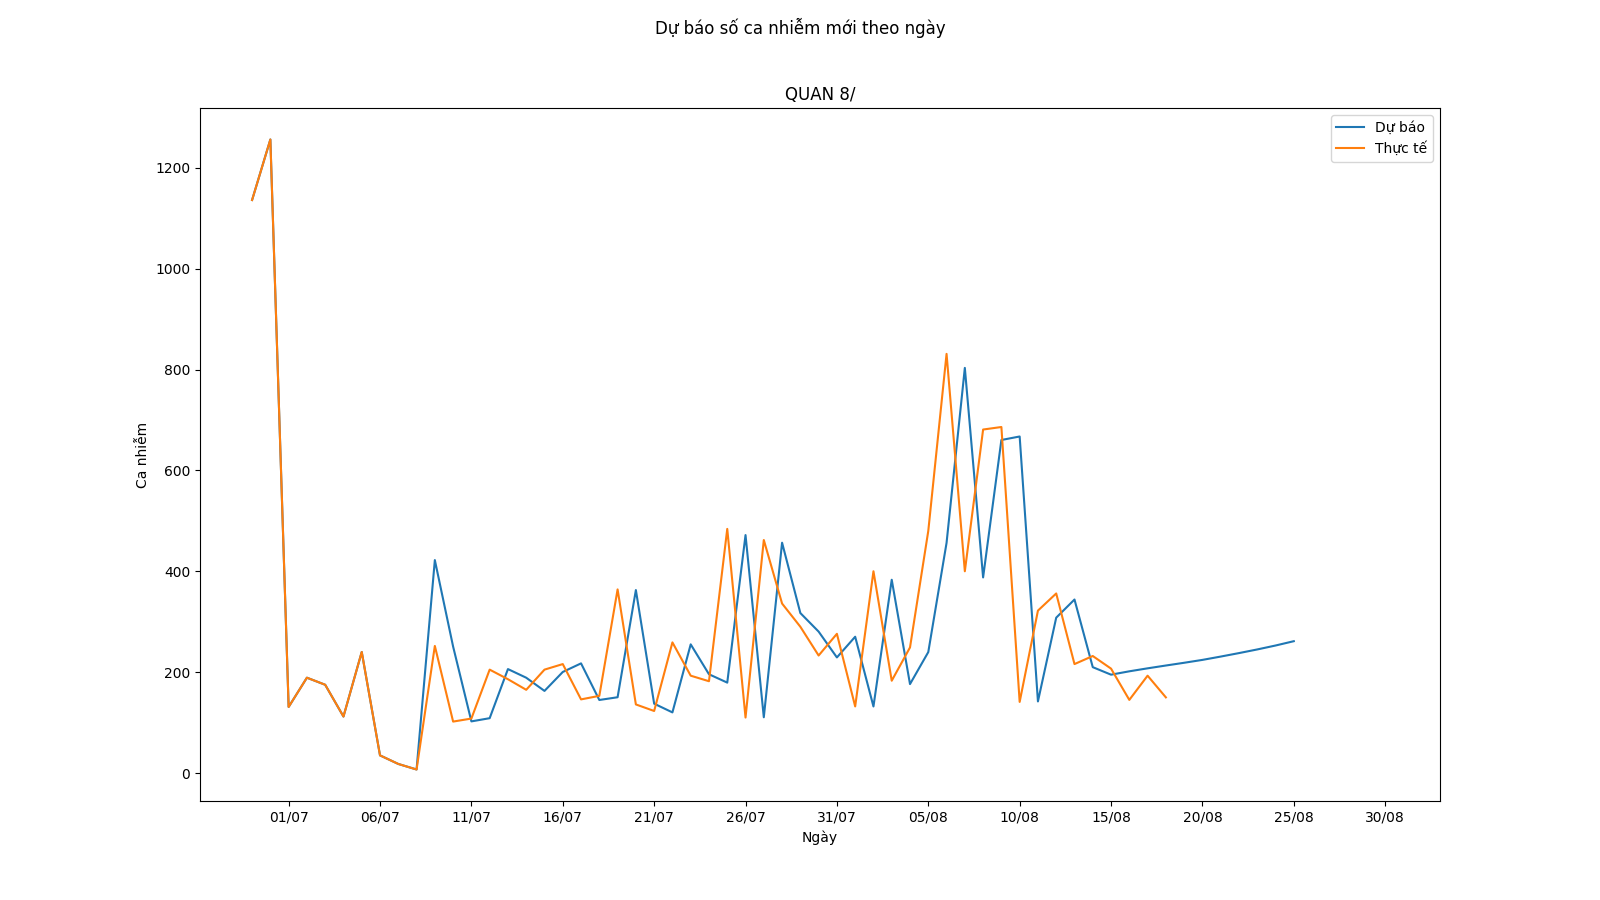 Dự báo số ca nhiễm mới theo ngày
QUAN 8/
Dự báo
Thực tế
1200
1000
800
600
400
200
0
Ca nhiễm
01/07 06/07 11/07 16/07 21/07 26/07 31/07 05/08 10/08 15/08 20/08 25/08 30/08
Ngày